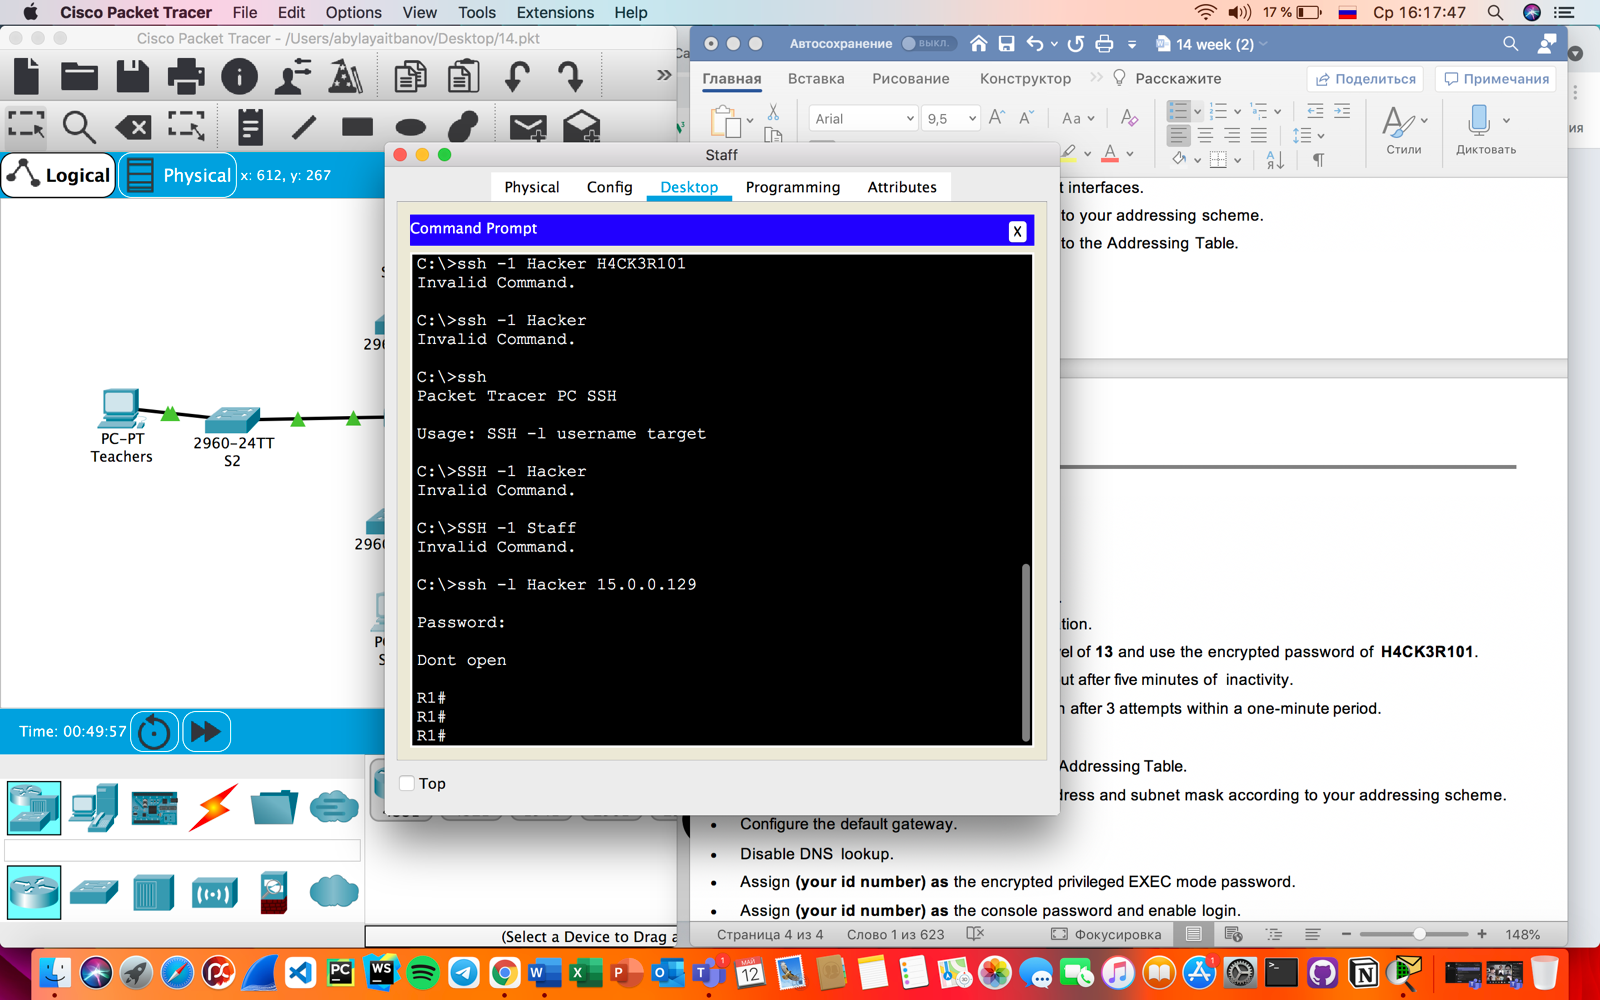 Cisco Packet Tracer File Edit Options View Tools Extensions Help 17 % Ср 16:17:47
Cisco Packet Tracer - /Users/abylayaitbanov/Desktop/14.pkt
Автосохранение ВЫКЛ. 14 week (2)
Главная Вставка Рисование Конструктор Расскажите Поделиться Примечания
Arial 9,5
Стили Диктовать
Logical Physical x: 612, y: 267
Staff
Physical Config Desktop Programming Attributes
Command Prompt X
C:\>ssh -1 Hacker H4CK3R101
Invalid Command.
C:\>ssh -1 Hacker
Invalid Command.
C:\>ssh
Packet Tracer PC SSH
Usage: SSH -l username target
C:\>SSH -1 Hacker
Invalid Command.
C:\>SSH -1 Staff
Invalid Command.
C:\>ssh -l Hacker 15.0.0.129
Password:
Dont open
R1#
R1#
R1#
Top
PC-PT
Teachers
2960-24TT
S2
Time: 00:49:57
(Select a Device to Drag a
t interfaces.
to your addressing scheme.
to the Addressing Table.
tion.
el of 13 and use the encrypted password of H4CK3R101.
ut after five minutes of inactivity.
after 3 attempts within a one-minute period.
Addressing Table.
dress and subnet mask according to your addressing scheme.
• Configure the default gateway.
• Disable DNS lookup.
• Assign (your id number) as the encrypted privileged EXEC mode password.
• Assign (your id number) as the console password and enable login.
Страница 4 из 4 Слово 1 из 623 Фокусировка 148%